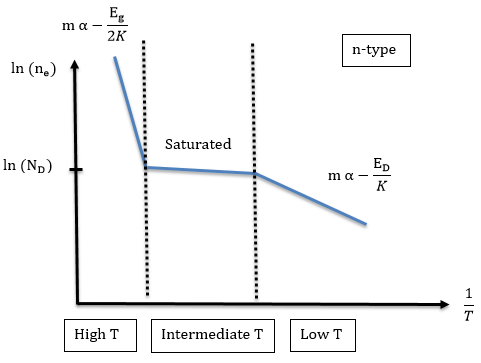 m α − E_g/2K
n-type
ln (n_e)
Saturated
ln (N_D)
m α − E_D/K
1/T
High T
Intermediate T
Low T